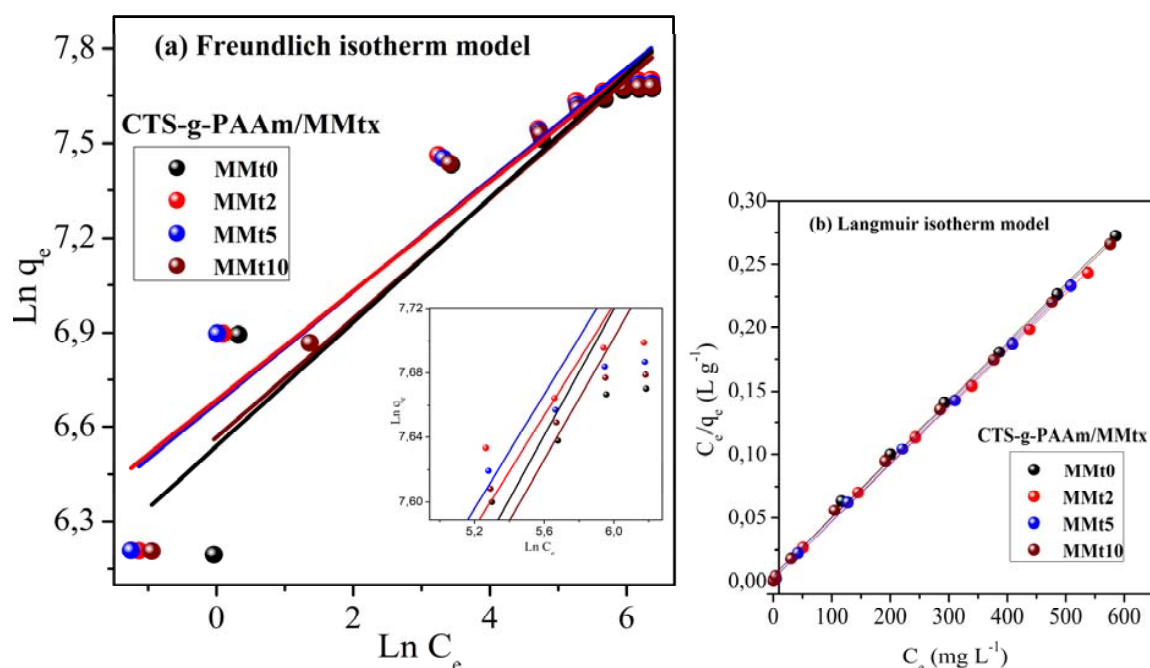 (a) Freundlich isotherm model
CTS-g-PAAm/MMtx
MMt0
MMt2
MMt5
MMt10
7,8
7,5
7,2
6,9
6,6
6,3
Ln qₑ
0
2
4
6
Ln Cₑ
7,72
7,68
7,64
7,60
Ln qₑ
5,2
5,6
6,0
Ln Cₑ
(b) Langmuir isotherm model
0,30
0,25
0,20
0,15
0,10
0,05
0,00
Cₑ/qₑ (L g⁻¹)
CTS-g-PAAm/MMtx
MMt0
MMt2
MMt5
MMt10
0
100
200
300
400
500
600
Cₑ (mg L⁻¹)